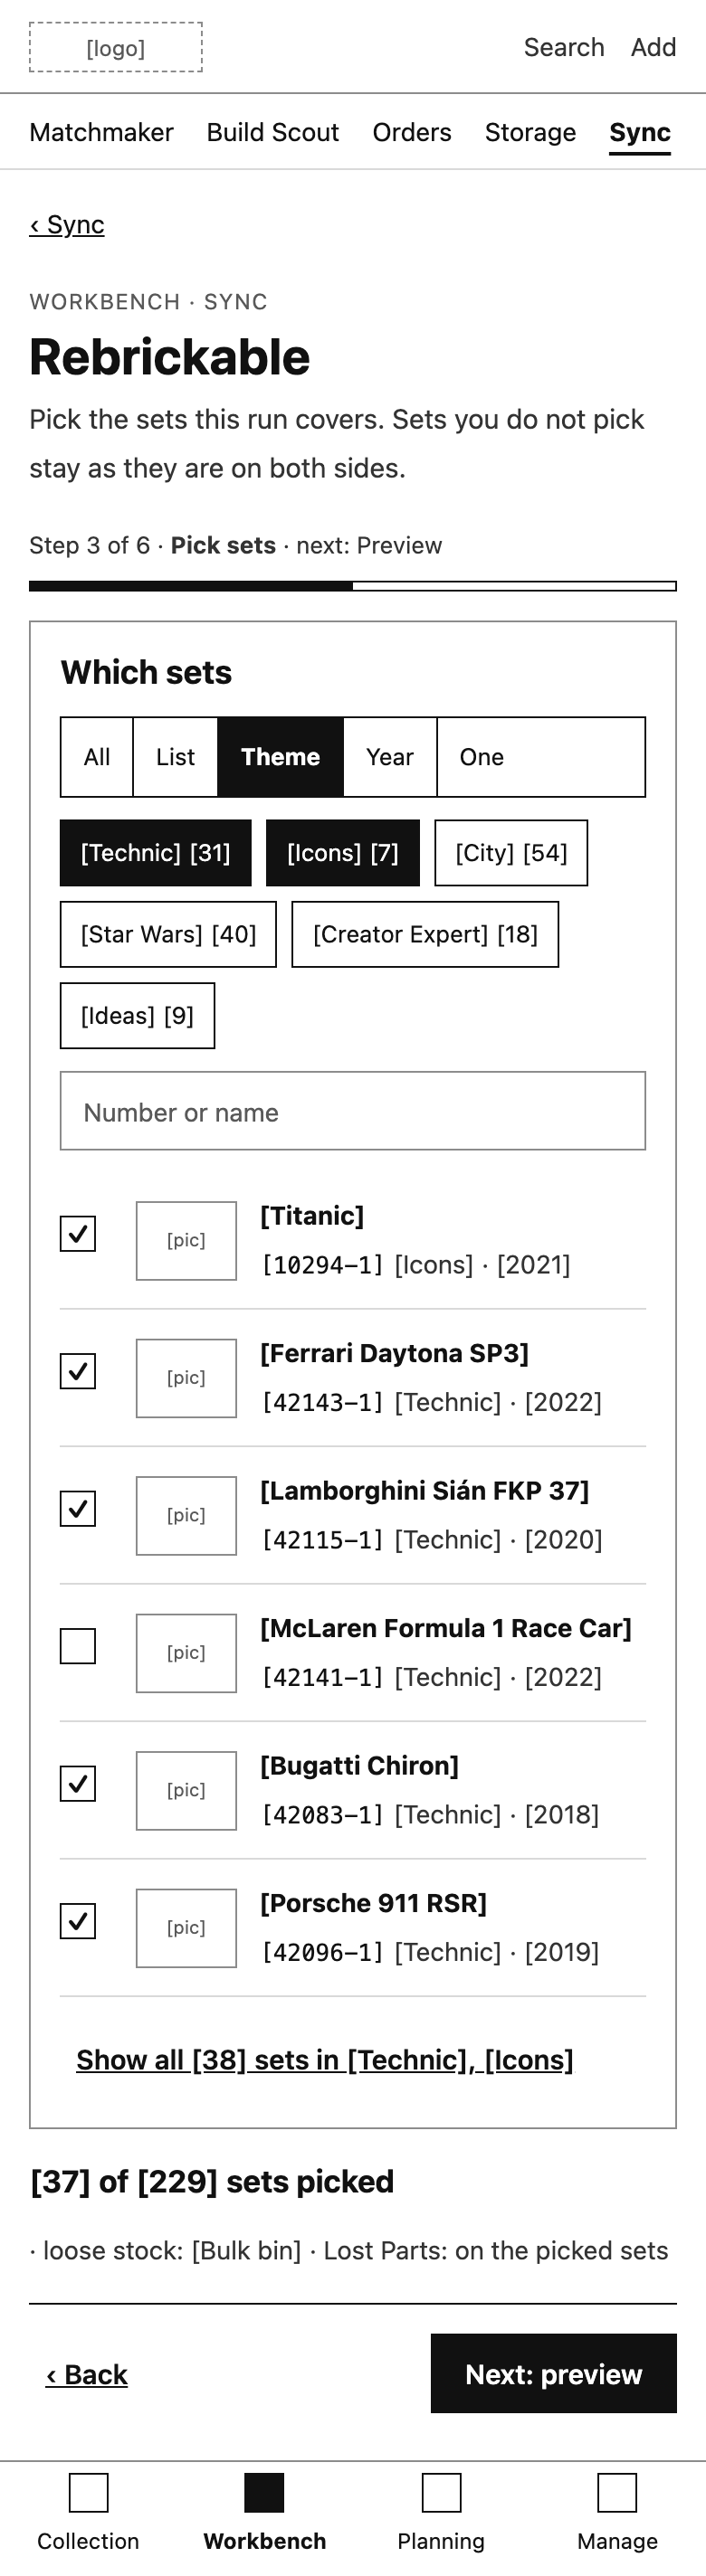 [logo]
Search Add
Matchmaker Build Scout Orders Storage Sync
‹ Sync
WORKBENCH · SYNC
Rebrickable
Pick the sets this run covers. Sets you do not pick
stay as they are on both sides.
Step 3 of 6 · Pick sets · next: Preview
Which sets
All List Theme Year One
[Technic] [31] [Icons] [7] [City] [54]
[Star Wars] [40] [Creator Expert] [18]
[Ideas] [9]
Number or name
[pic] [Titanic]
[10294-1] [Icons] · [2021]
[pic] [Ferrari Daytona SP3]
[42143-1] [Technic] · [2022]
[pic] [Lamborghini Sián FKP 37]
[42115-1] [Technic] · [2020]
[pic] [McLaren Formula 1 Race Car]
[42141-1] [Technic] · [2022]
[pic] [Bugatti Chiron]
[42083-1] [Technic] · [2018]
[pic] [Porsche 911 RSR]
[42096-1] [Technic] · [2019]
Show all [38] sets in [Technic], [Icons]
[37] of [229] sets picked
· loose stock: [Bulk bin] · Lost Parts: on the picked sets
‹ Back Next: preview
Collection Workbench Planning Manage